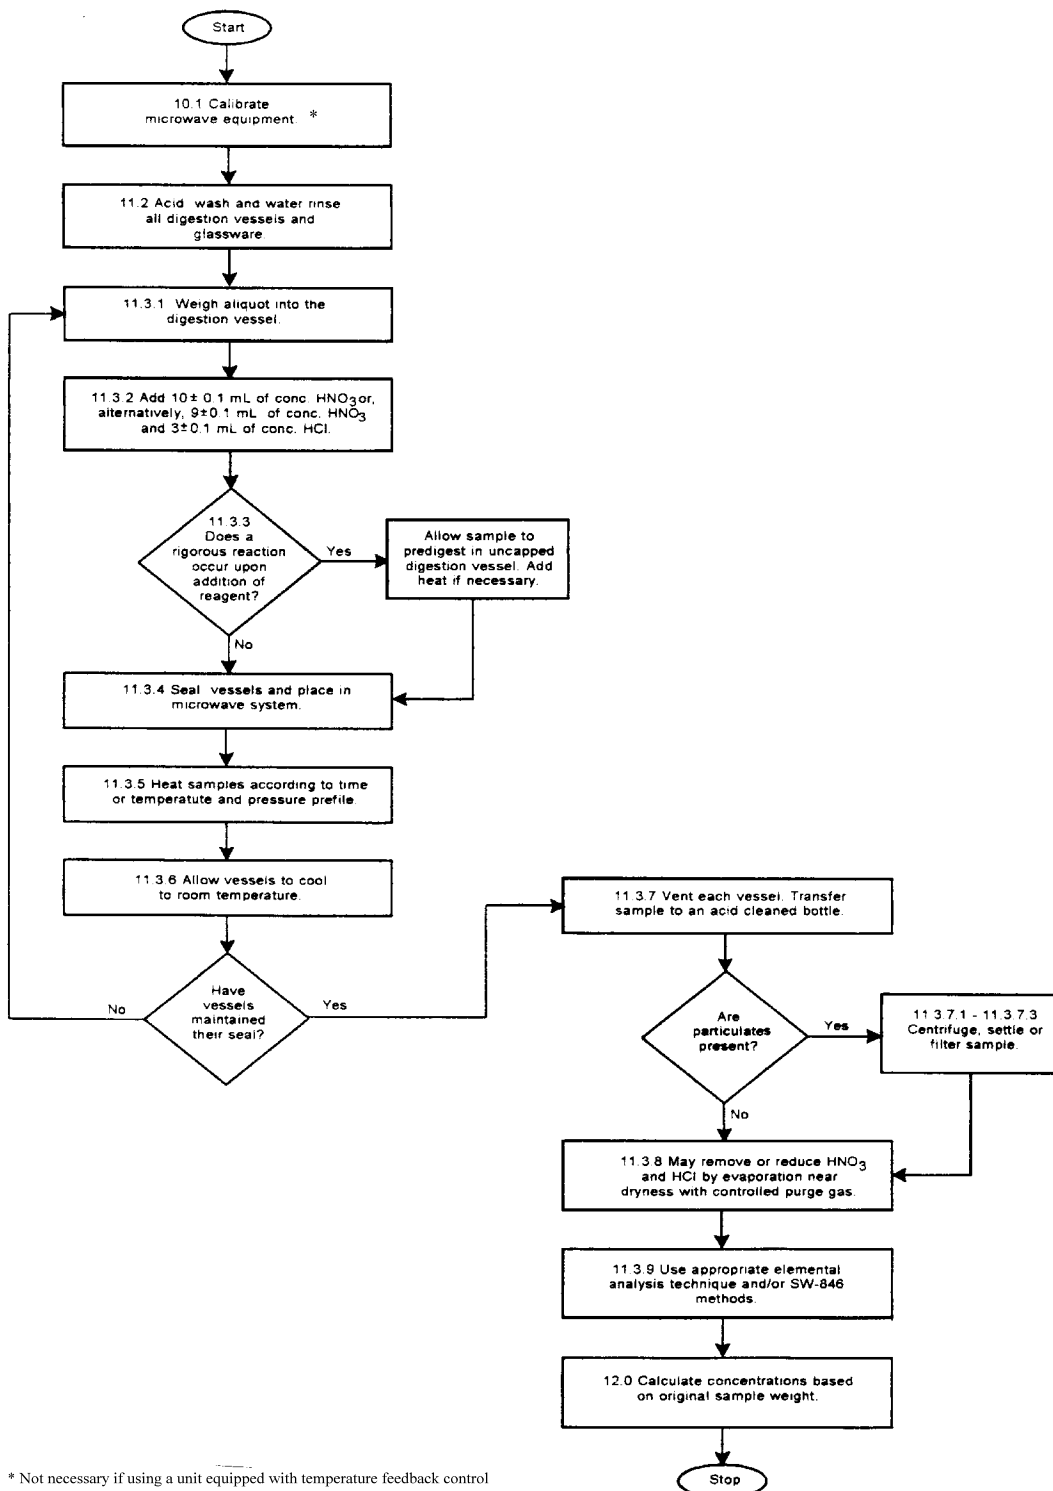 Start
10.1 Calibrate
microwave equipment. *
11.2 Acid wash and water rinse
all digestion vessels and
glassware.
11.3.1 Weigh aliquot into the
digestion vessel.
11.3.2 Add 10± 0.1 mL of conc. HNO3 or,
alternatively, 9±0.1 mL of conc. HNO3
and 3±0.1 mL of conc. HCl.
11.3.3
Does a
rigorous reaction
occur upon
addition of
reagent?
Yes
Allow sample to
predigest in uncapped
digestion vessel. Add
heat if necessary.
No
11.3.4 Seal vessels and place in
microwave system.
11.3.5 Heat samples according to time
or temperatute and pressure prefile.
11.3.6 Allow vessels to cool
to room temperature.
Have
vessels
maintained
their seal?
No
Yes
11.3.7 Vent each vessel. Transfer
sample to an acid cleaned bottle.
Are
particulates
present?
Yes
11.3.7.1 - 11.3.7.3
Centrifuge, settle or
filter sample.
No
11.3.8 May remove or reduce HNO3
and HCl by evaporation near
dryness with controlled purge gas.
11.3.9 Use appropriate elemental
analysis technique and/or SW-846
methods.
12.0 Calculate concentrations based
on original sample weight.
Stop
* Not necessary if using a unit equipped with temperature feedback control